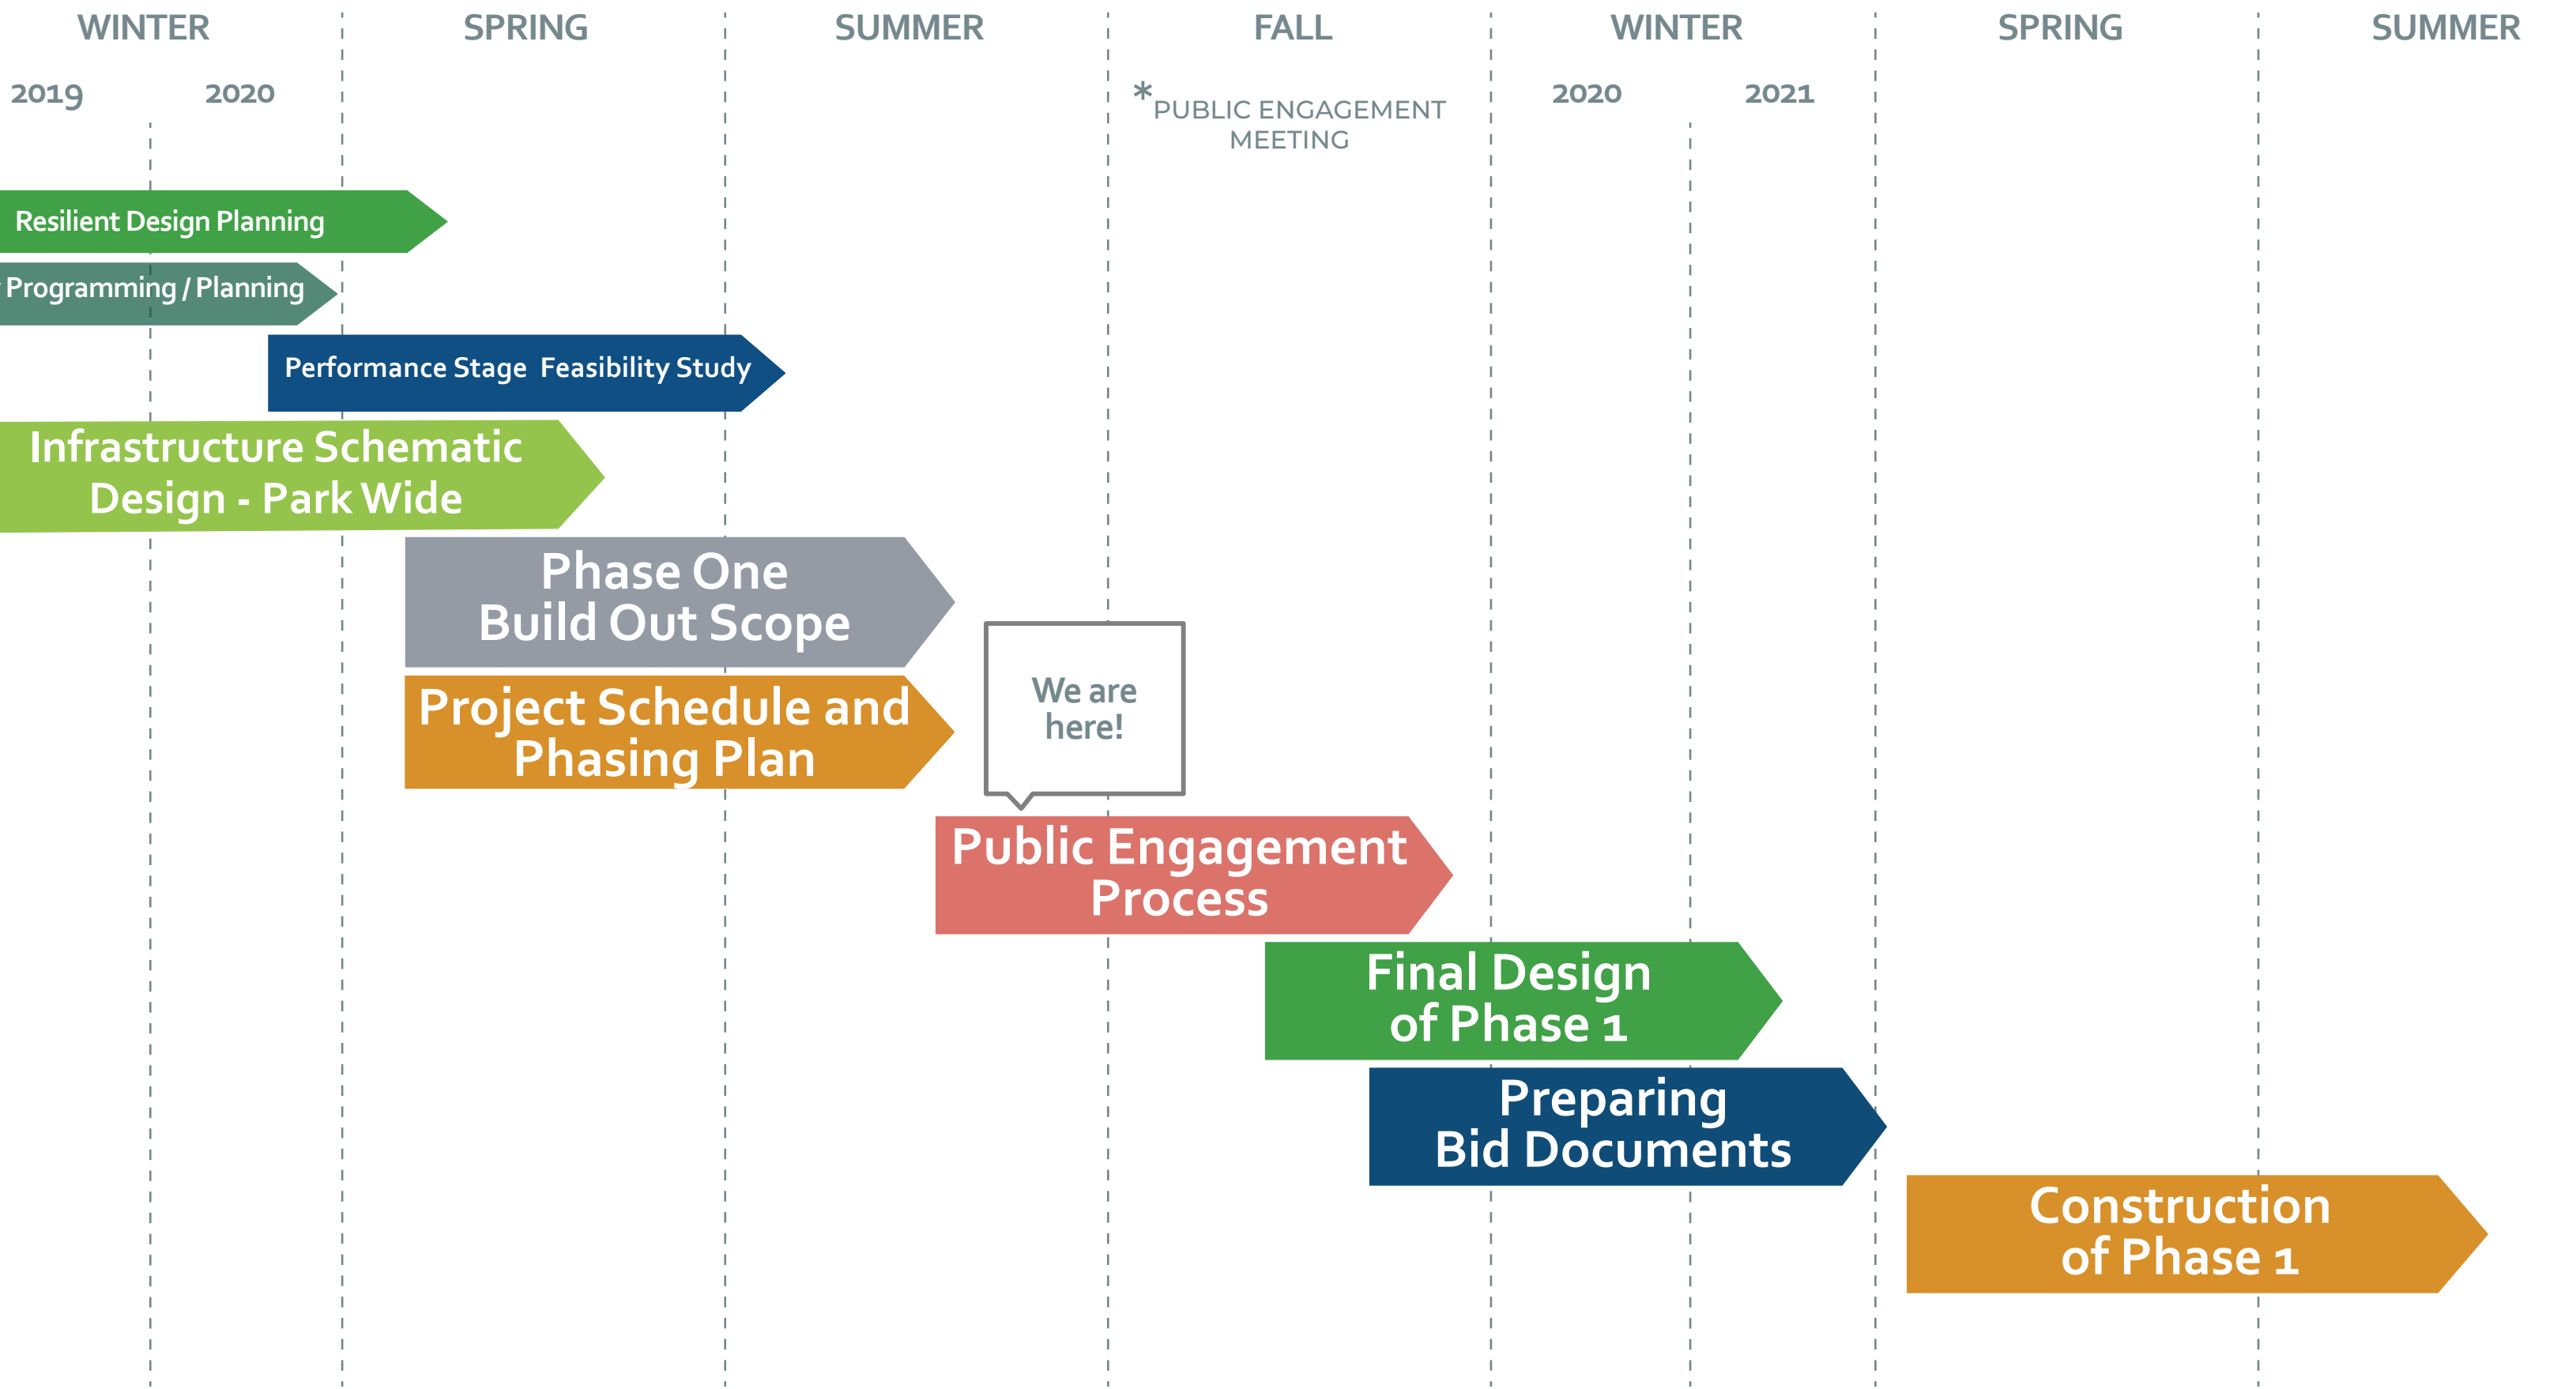 WINTER SPRING SUMMER FALL WINTER SPRING SUMMER
2019 2020 *PUBLIC ENGAGEMENT 2020 2021
MEETING
Resilient Design Planning
Programming / Planning
Performance Stage Feasibility Study
Infrastructure Schematic
Design - Park Wide
Phase One
Build Out Scope
Project Schedule and
Phasing Plan
We are
here!
Public Engagement
Process
Final Design
of Phase 1
Preparing
Bid Documents
Construction
of Phase 1